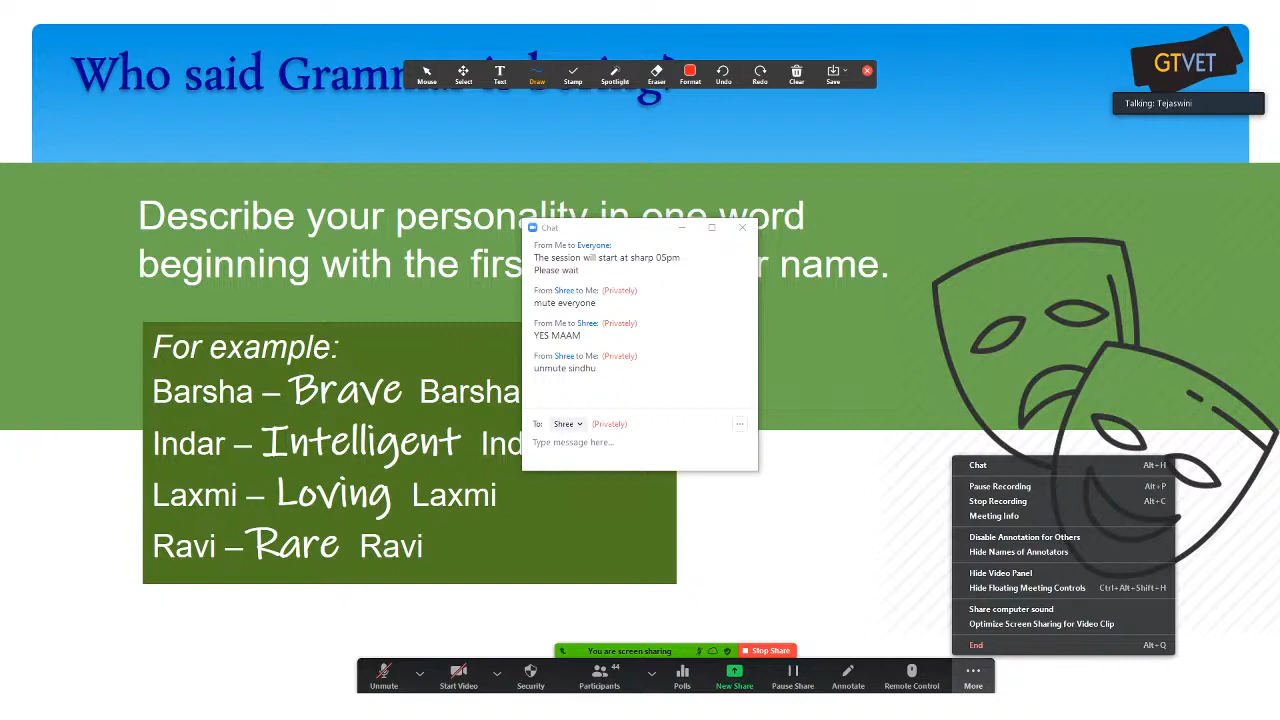 Who said Gramm
Mouse
Select
Text
Draw
Stamp
Spotlight
Eraser
Format
Undo
Redo
Clear
Save
GTVET
Talking: Tejaswini
Describe your personality in one word
beginning with the firs r name.
For example:
Barsha – Brave Barsha
Indar – Intelligent Ind
Laxmi – Loving Laxmi
Ravi – Rare Ravi
Chat
From Me to Everyone:
The session will start at sharp 05pm
Please wait
From Shree to Me: (Privately)
mute everyone
From Me to Shree: (Privately)
YES MAAM
From Shree to Me: (Privately)
unmute sindhu
To: Shree (Privately)
Type message here...
Chat Alt+H
Pause Recording Alt+P
Stop Recording Alt+C
Meeting Info
Disable Annotation for Others
Hide Names of Annotators
Hide Video Panel
Hide Floating Meeting Controls Ctrl+Alt+Shift+H
Share computer sound
Optimize Screen Sharing for Video Clip
End Alt+Q
You are screen sharing
Stop Share
Unmute
Start Video
Security
Participants 44
Polls
New Share
Pause Share
Annotate
Remote Control
More